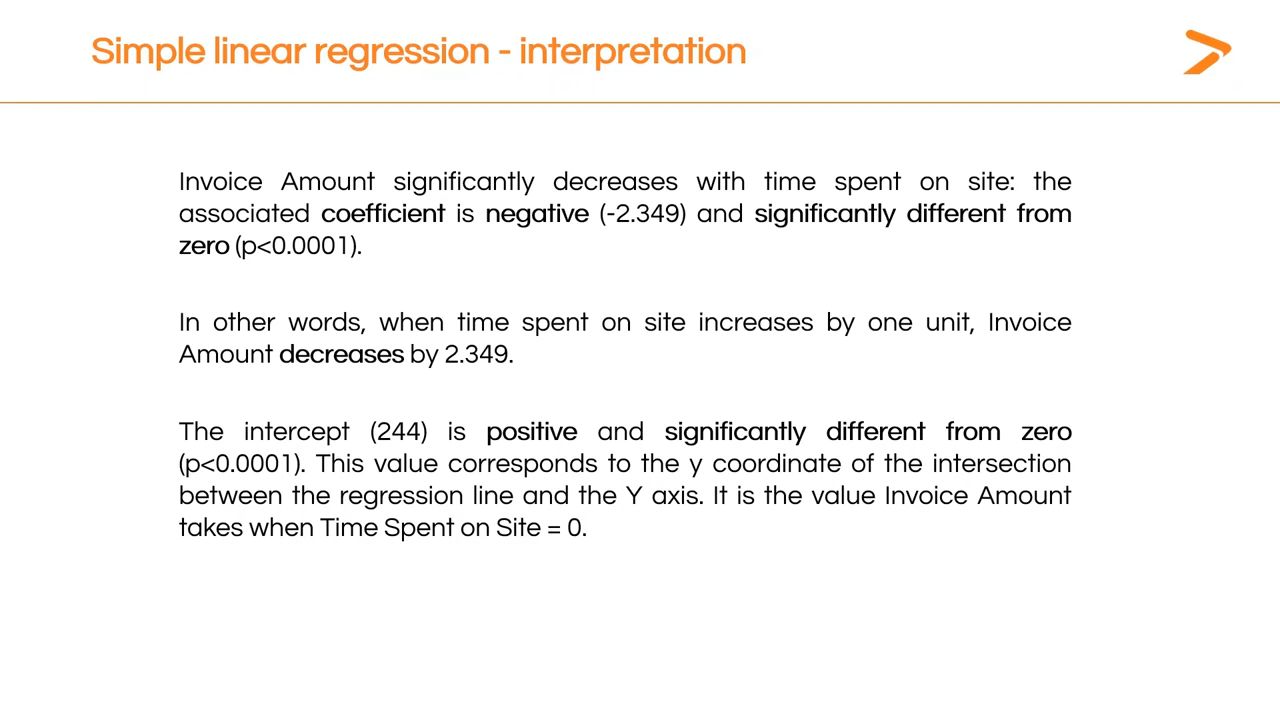 Simple linear regression - interpretation
Invoice Amount significantly decreases with time spent on site: the
associated coefficient is negative (-2.349) and significantly different from
zero (p<0.0001).
In other words, when time spent on site increases by one unit, Invoice
Amount decreases by 2.349.
The intercept (244) is positive and significantly different from zero
(p<0.0001). This value corresponds to the y coordinate of the intersection
between the regression line and the Y axis. It is the value Invoice Amount
takes when Time Spent on Site = 0.